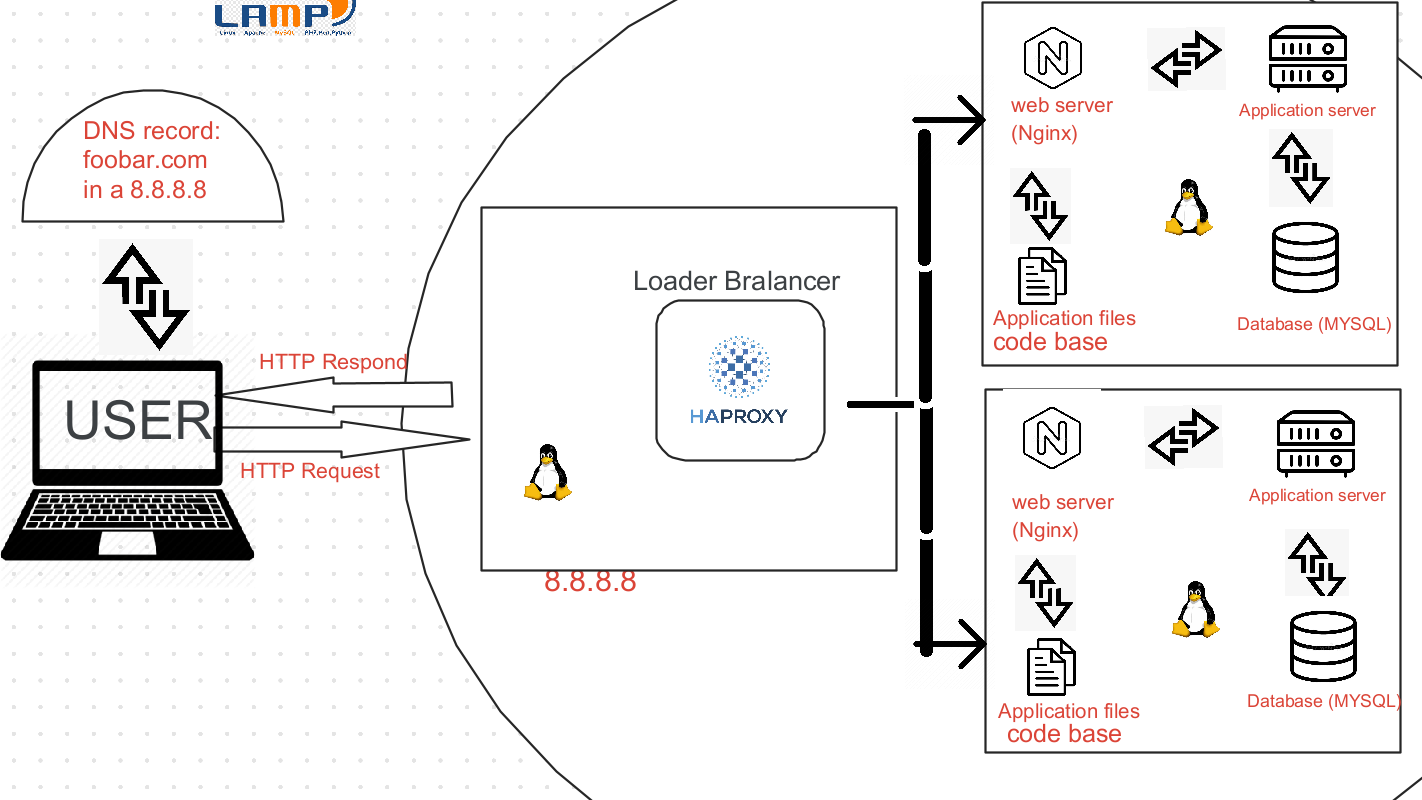 LAMP
Linux Apache MySQL PHP,Perl,Python
DNS record:
foobar.com
in a 8.8.8.8
HTTP Respond
USER
HTTP Request
Loader Bralancer
HAPROXY
8.8.8.8
N
web server
(Nginx)
Application server
Application files
code base
Database (MYSQL)
N
web server
(Nginx)
Application server
Application files
code base
Database (MYSQL)